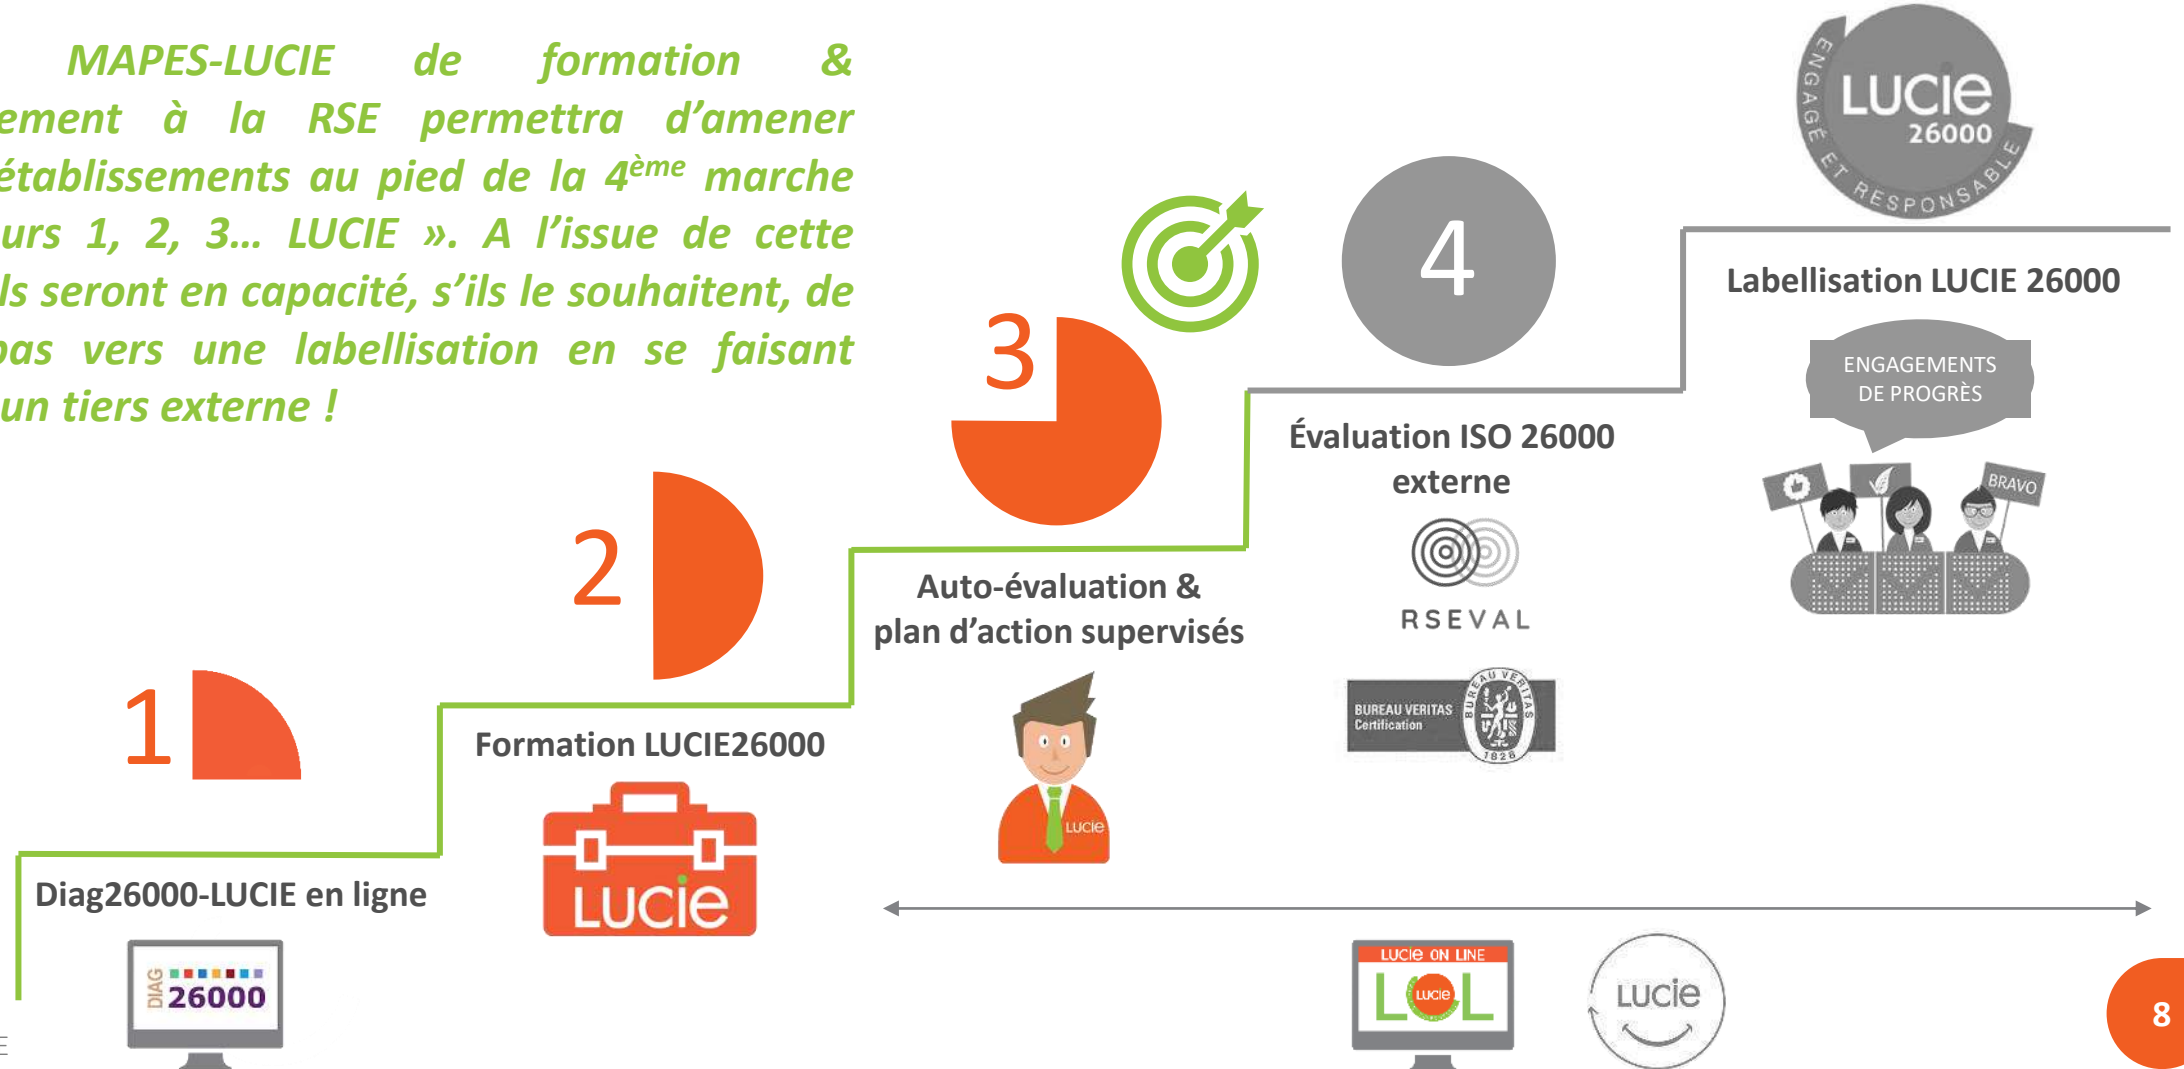 MAPES-LUCIE de formation &
ement à la RSE permettra d'amener
établissements au pied de la 4ème marche
urs 1, 2, 3… LUCIE ». A l'issue de cette
ls seront en capacité, s'ils le souhaitent, de
pas vers une labellisation en se faisant
un tiers externe !
ENGAGÉ ET RESPONSABLE
LUCIE
26000
4
Labellisation LUCIE 26000
ENGAGEMENTS
DE PROGRÈS
BRAVO
3
Évaluation ISO 26000
externe
RSEVAL
BUREAU VERITAS
Certification
BUREAU VERITAS
1828
2
Auto-évaluation &
plan d'action supervisés
LUCIE
1
Formation LUCIE26000
LUCIE
Diag26000-LUCIE en ligne
DIAG
26000
LUCIE ON LINE
LOL
LUCIE
LUCIE
8
E